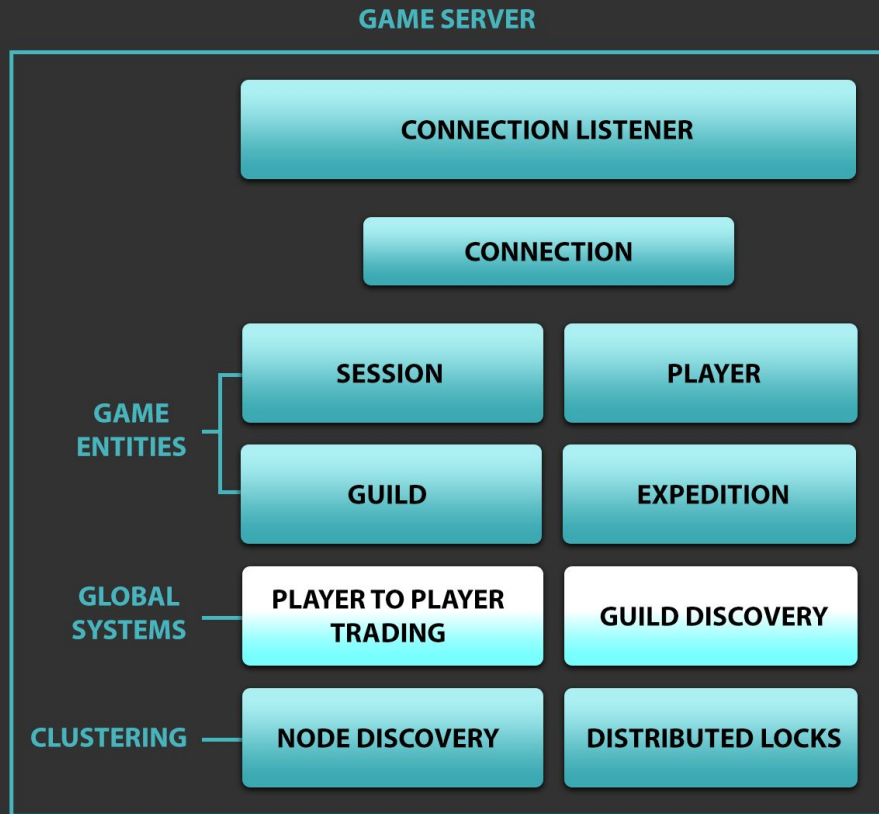 GAME SERVER
CONNECTION LISTENER
CONNECTION
SESSION
PLAYER
GAME
ENTITIES
GUILD
EXPEDITION
GLOBAL
SYSTEMS
PLAYER TO PLAYER
TRADING
GUILD DISCOVERY
CLUSTERING
NODE DISCOVERY
DISTRIBUTED LOCKS